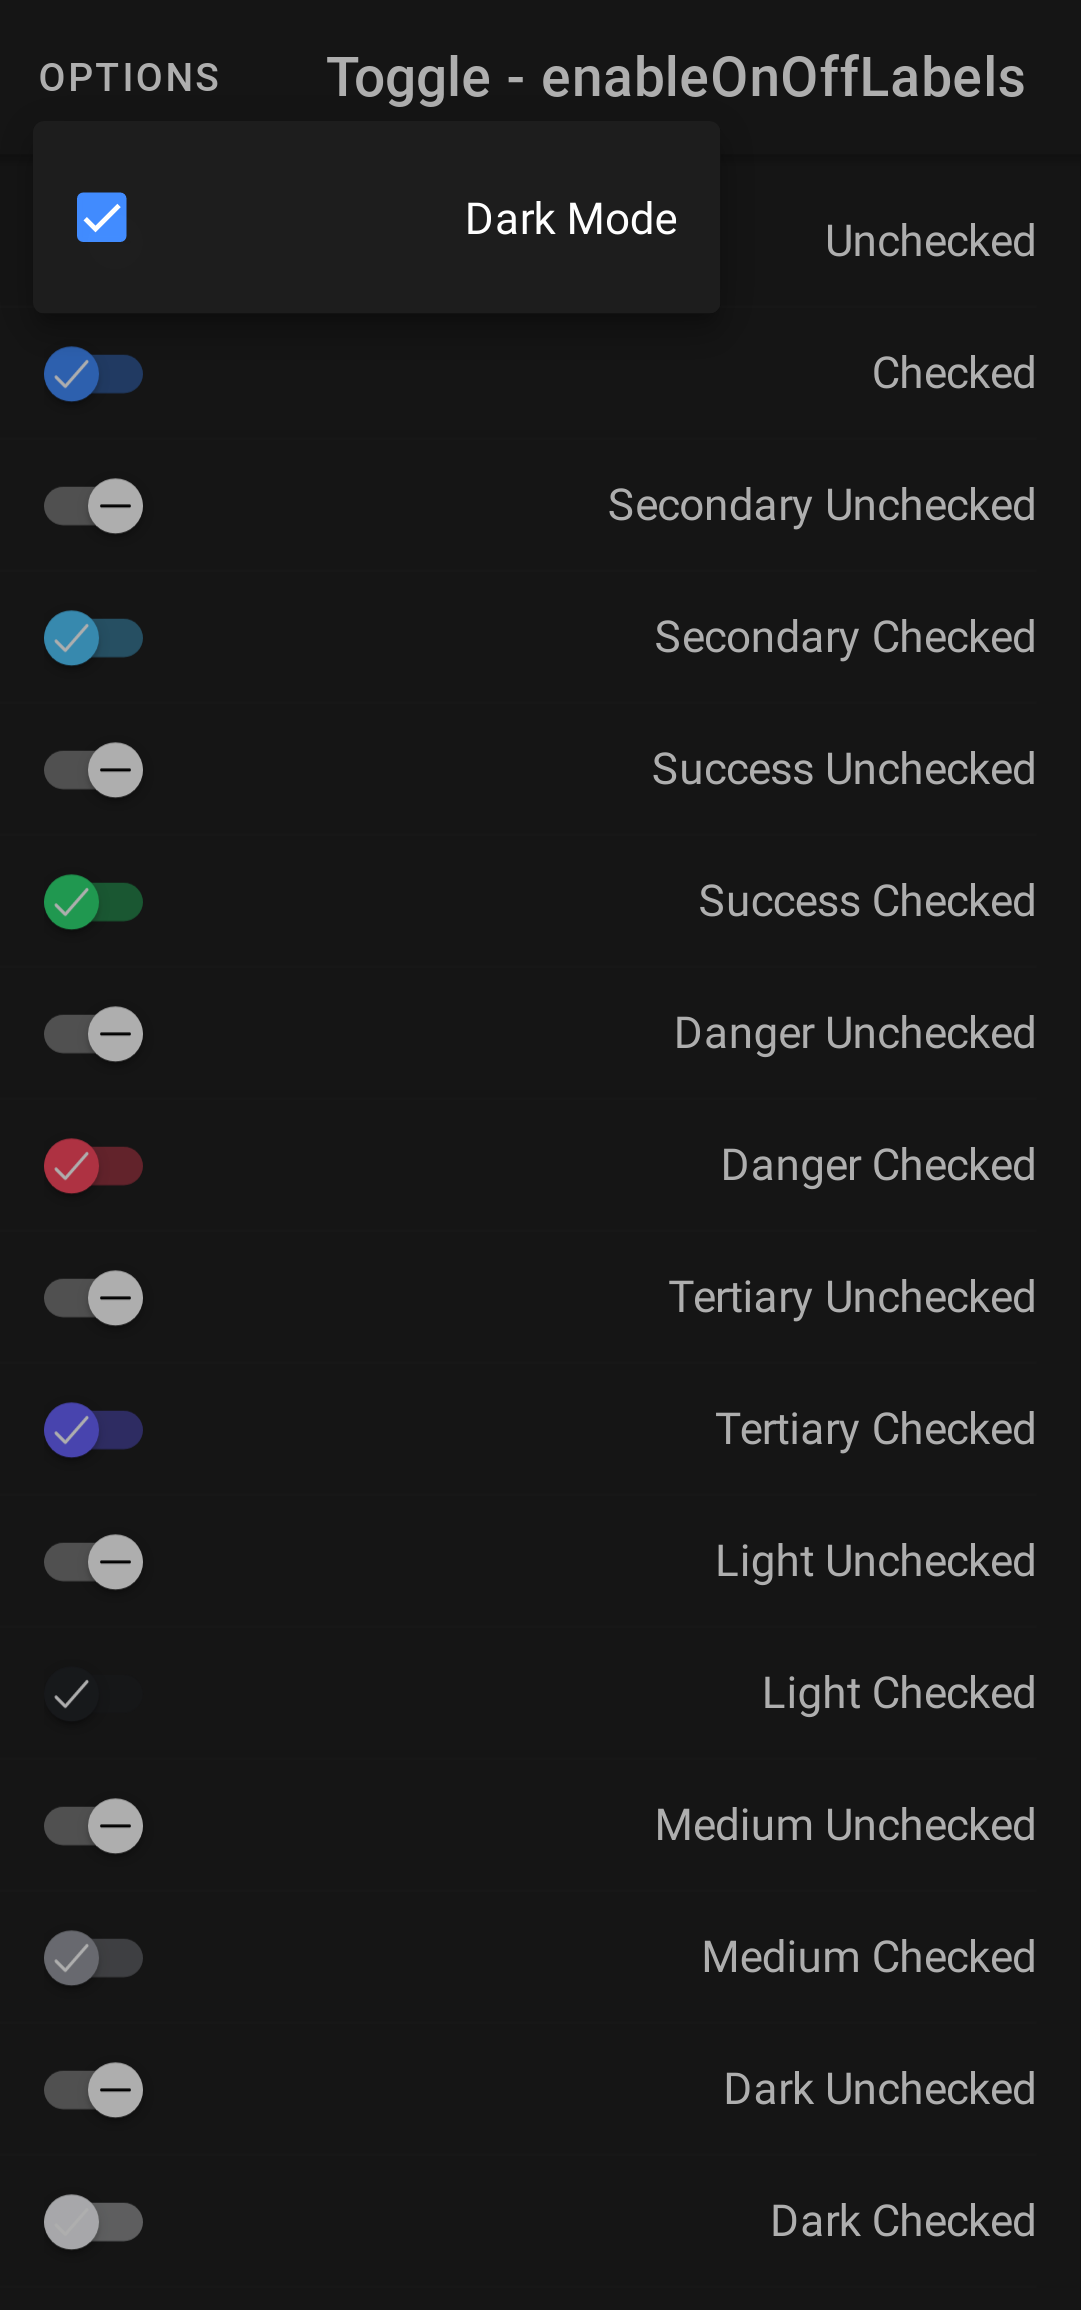 OPTIONS
Toggle - enableOnOffLabels
Dark Mode
Unchecked
Checked
Secondary Unchecked
Secondary Checked
Success Unchecked
Success Checked
Danger Unchecked
Danger Checked
Tertiary Unchecked
Tertiary Checked
Light Unchecked
Light Checked
Medium Unchecked
Medium Checked
Dark Unchecked
Dark Checked